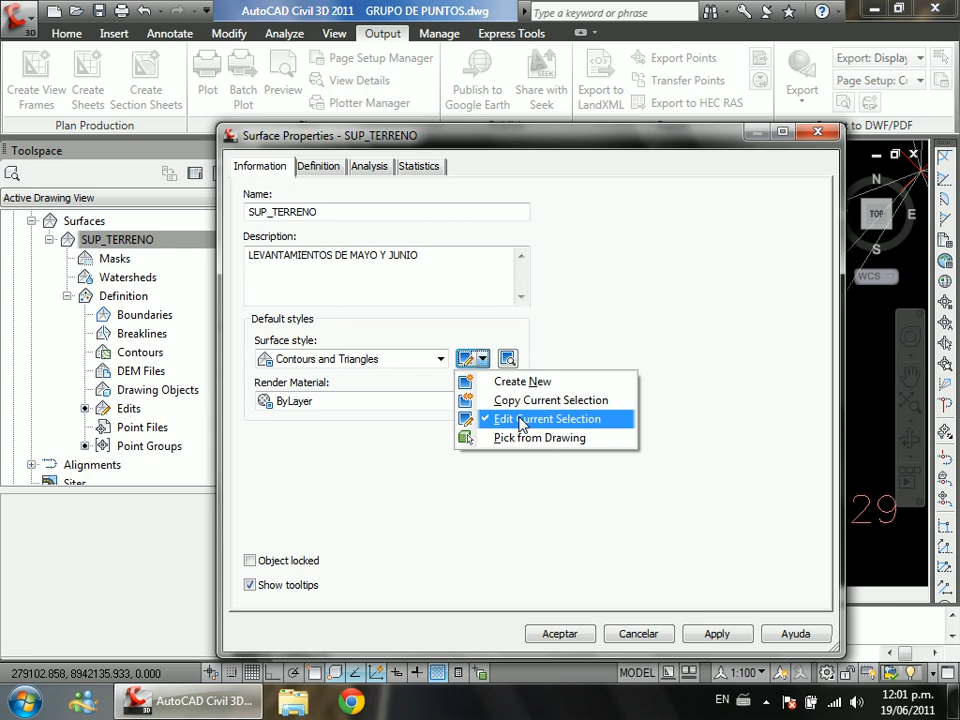 AutoCAD Civil 3D 2011 GRUPO DE PUNTOS.dwg
Type a keyword or phrase
3D
Home Insert Annotate Modify Analyze View Output Manage Express Tools
Create View Frames
Create Sheets
Create Section Sheets
Plan Production
Plot
Batch Plot
Preview
Page Setup Manager
View Details
Plotter Manager
Publish to Google Earth
Share with Seek
Export to LandXML
Export Points
Transfer Points
Export to HEC RAS
Export
Export: Display
Page Setup: C
t to DWF/PDF
Toolspace
Active Drawing View
Surfaces
SUP_TERRENO
Masks
Watersheds
Definition
Boundaries
Breaklines
Contours
DEM Files
Drawing Objects
Edits
Point Files
Point Groups
Alignments
Sites
Surface Properties - SUP_TERRENO
Information Definition Analysis Statistics
Name:
SUP_TERRENO
Description:
LEVANTAMIENTOS DE MAYO Y JUNIO
Default styles
Surface style:
Contours and Triangles
Render Material:
ByLayer
Create New
Copy Current Selection
Edit Current Selection
Pick from Drawing
Object locked
Show tooltips
Aceptar Cancelar Apply Ayuda
N
TOP
E
S
WCS
29
279102.858, 8942135.933, 0.000
MODEL
1:100
AutoCAD Civil 3D...
EN
12:01 p.m.
19/06/2011